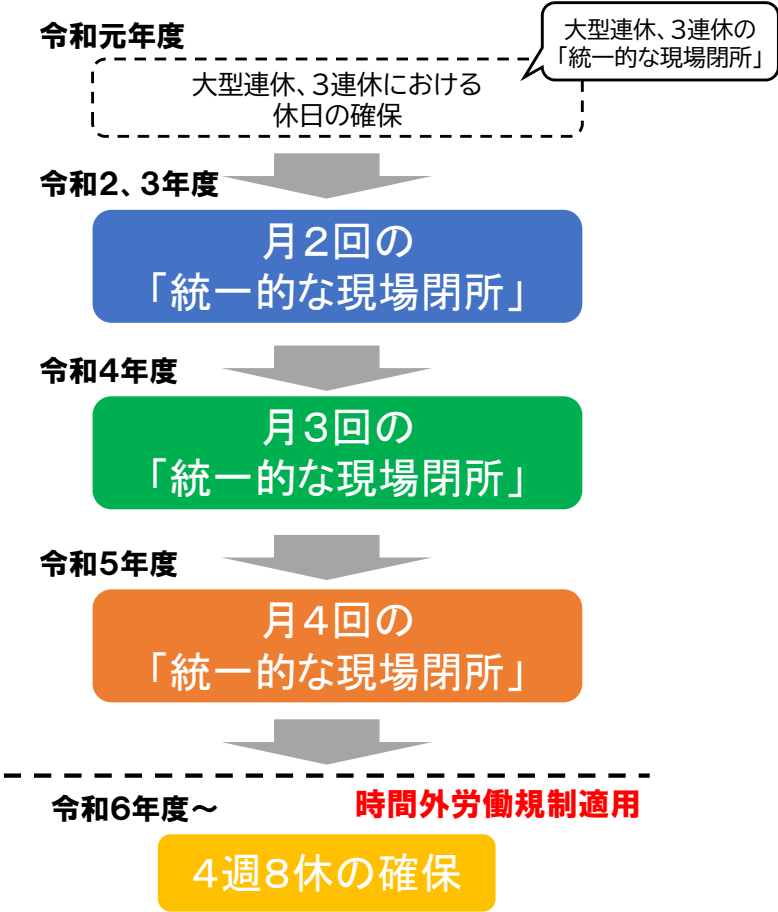 令和元年度
大型連休、3連休の
「統一的な現場閉所」
大型連休、3連休における
休日の確保
令和2、3年度
月2回の
「統一的な現場閉所」
令和4年度
月3回の
「統一的な現場閉所」
令和5年度
月4回の
「統一的な現場閉所」
令和6年度～
時間外労働規制適用
4週8休の確保